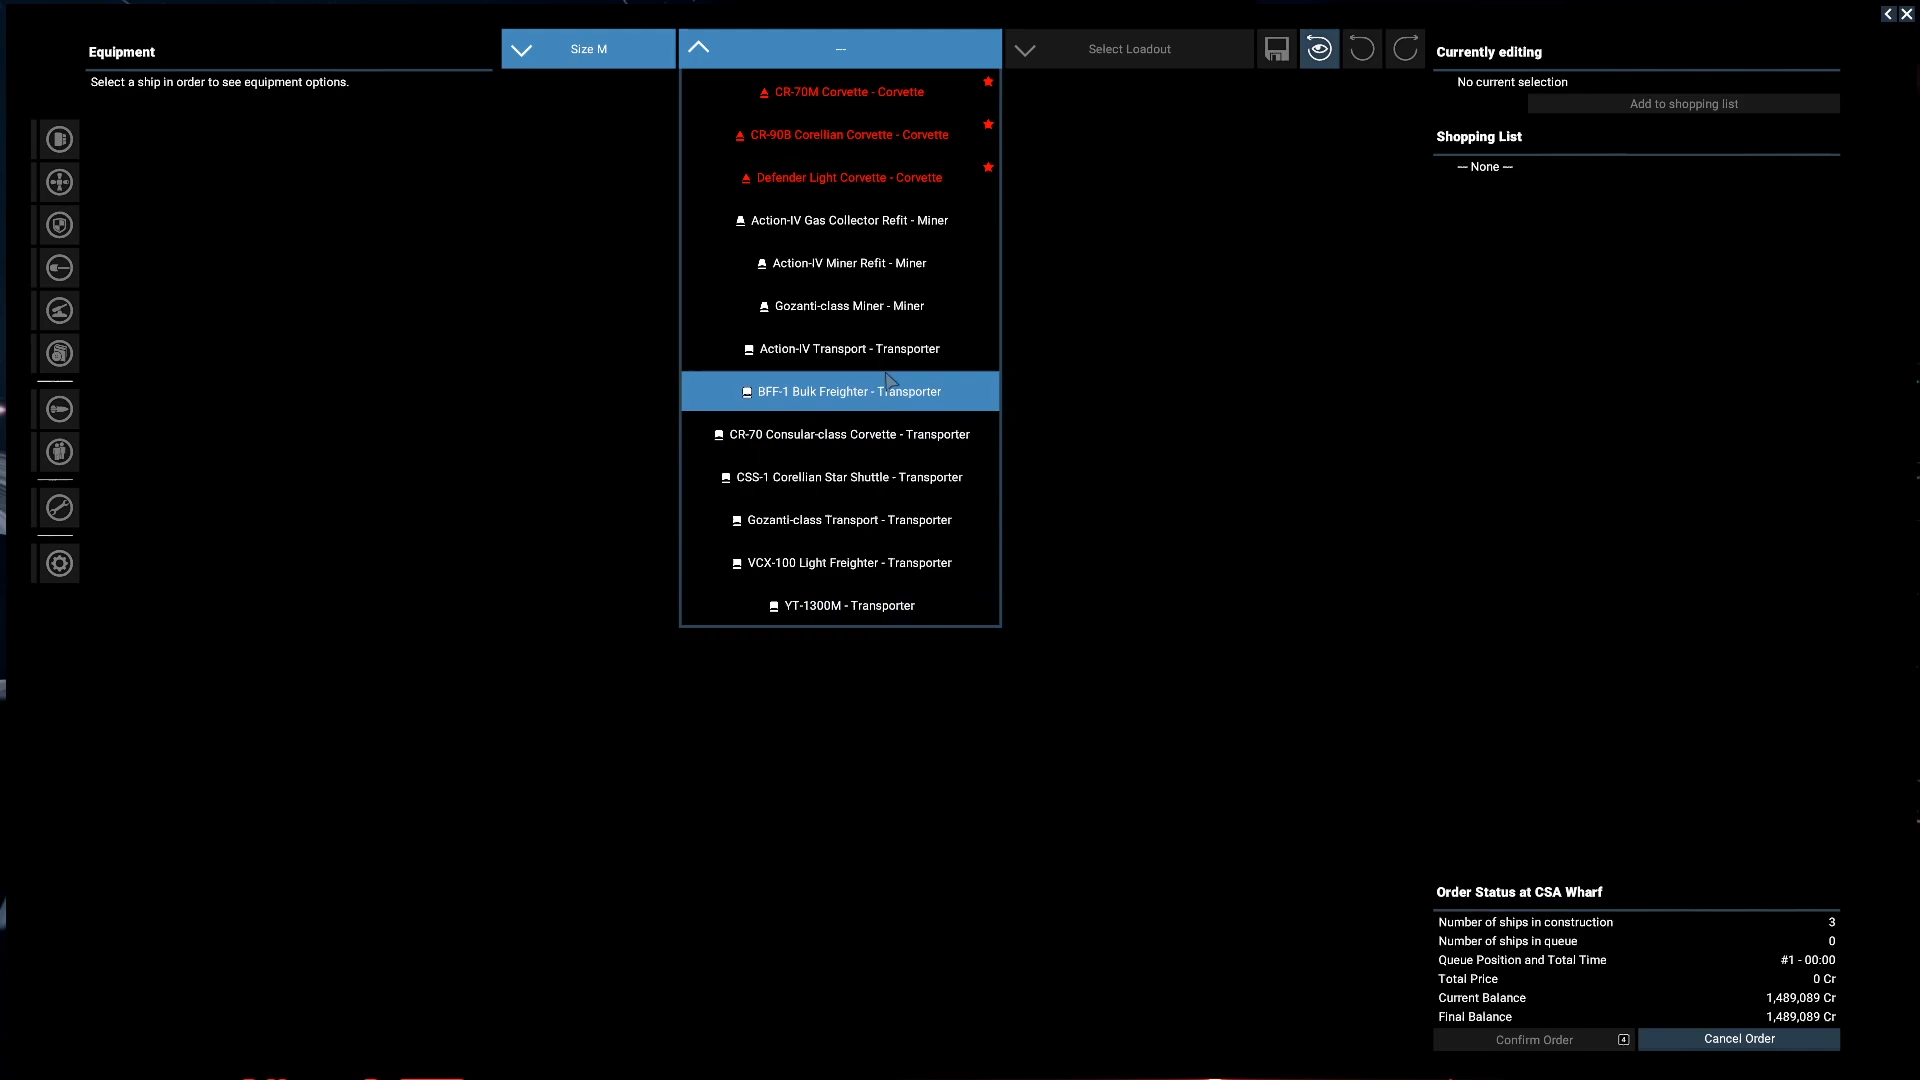 Equipment
Select a ship in order to see equipment options.
Size M
---
Select Loadout
CR-70M Corvette - Corvette
CR-90B Corellian Corvette - Corvette
Defender Light Corvette - Corvette
Action-IV Gas Collector Refit - Miner
Action-IV Miner Refit - Miner
Gozanti-class Miner - Miner
Action-IV Transport - Transporter
BFF-1 Bulk Freighter - Transporter
CR-70 Consular-class Corvette - Transporter
CSS-1 Corellian Star Shuttle - Transporter
Gozanti-class Transport - Transporter
VCX-100 Light Freighter - Transporter
YT-1300M - Transporter
Currently editing
No current selection
Add to shopping list
Shopping List
--- None ---
Order Status at CSA Wharf
Number of ships in construction 3
Number of ships in queue 0
Queue Position and Total Time #1 - 00:00
Total Price 0 Cr
Current Balance 1,489,089 Cr
Final Balance 1,489,089 Cr
Confirm Order 4
Cancel Order